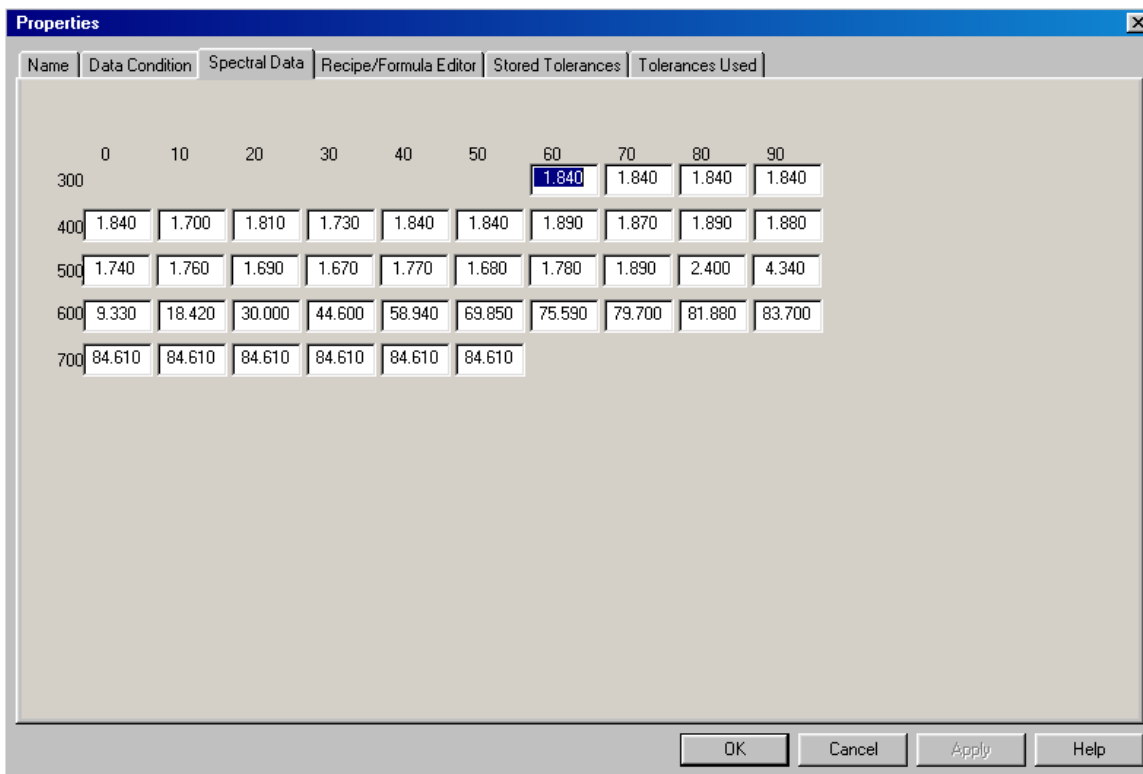 Properties
Name Data Condition Spectral Data Recipe/Formula Editor Stored Tolerances Tolerances Used
0 10 20 30 40 50 60 70 80 90
300 1.840 1.840 1.840 1.840
400 1.840 1.700 1.810 1.730 1.840 1.840 1.890 1.870 1.890 1.880
500 1.740 1.760 1.690 1.670 1.770 1.680 1.780 1.890 2.400 4.340
600 9.330 18.420 30.000 44.600 58.940 69.850 75.590 79.700 81.880 83.700
700 84.610 84.610 84.610 84.610 84.610 84.610
OK Cancel Apply Help